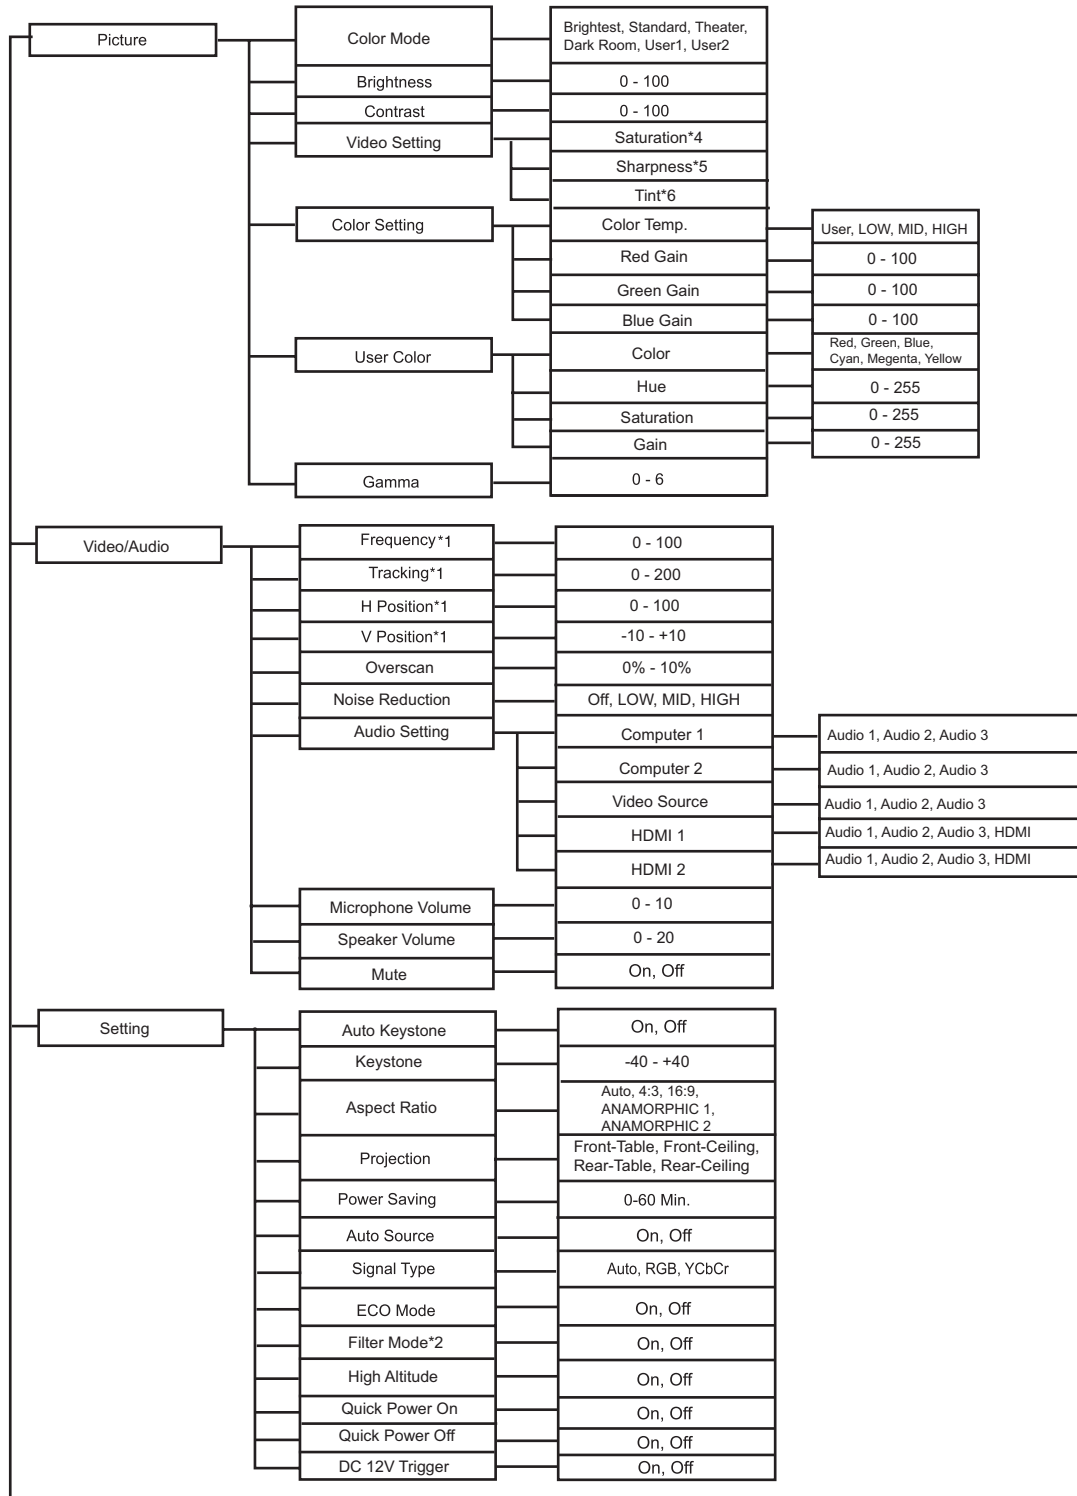 Picture
Color Mode
Brightest, Standard, Theater,
Dark Room, User1, User2
Brightness
0 - 100
Contrast
0 - 100
Video Setting
Saturation*4
Sharpness*5
Tint*6
Color Setting
Color Temp.
User, LOW, MID, HIGH
Red Gain
0 - 100
Green Gain
0 - 100
Blue Gain
0 - 100
User Color
Color
Red, Green, Blue,
Cyan, Megenta, Yellow
Hue
0 - 255
Saturation
0 - 255
Gain
0 - 255
Gamma
0 - 6
Video/Audio
Frequency*1
0 - 100
Tracking*1
0 - 200
H Position*1
0 - 100
V Position*1
-10 - +10
Overscan
0% - 10%
Noise Reduction
Off, LOW, MID, HIGH
Audio Setting
Computer 1
Audio 1, Audio 2, Audio 3
Computer 2
Audio 1, Audio 2, Audio 3
Video Source
Audio 1, Audio 2, Audio 3
HDMI 1
Audio 1, Audio 2, Audio 3, HDMI
HDMI 2
Audio 1, Audio 2, Audio 3, HDMI
Microphone Volume
0 - 10
Speaker Volume
0 - 20
Mute
On, Off
Setting
Auto Keystone
On, Off
Keystone
-40 - +40
Aspect Ratio
Auto, 4:3, 16:9,
ANAMORPHIC 1,
ANAMORPHIC 2
Projection
Front-Table, Front-Ceiling,
Rear-Table, Rear-Ceiling
Power Saving
0-60 Min.
Auto Source
On, Off
Signal Type
Auto, RGB, YCbCr
ECO Mode
On, Off
Filter Mode*2
On, Off
High Altitude
On, Off
Quick Power On
On, Off
Quick Power Off
On, Off
DC 12V Trigger
On, Off